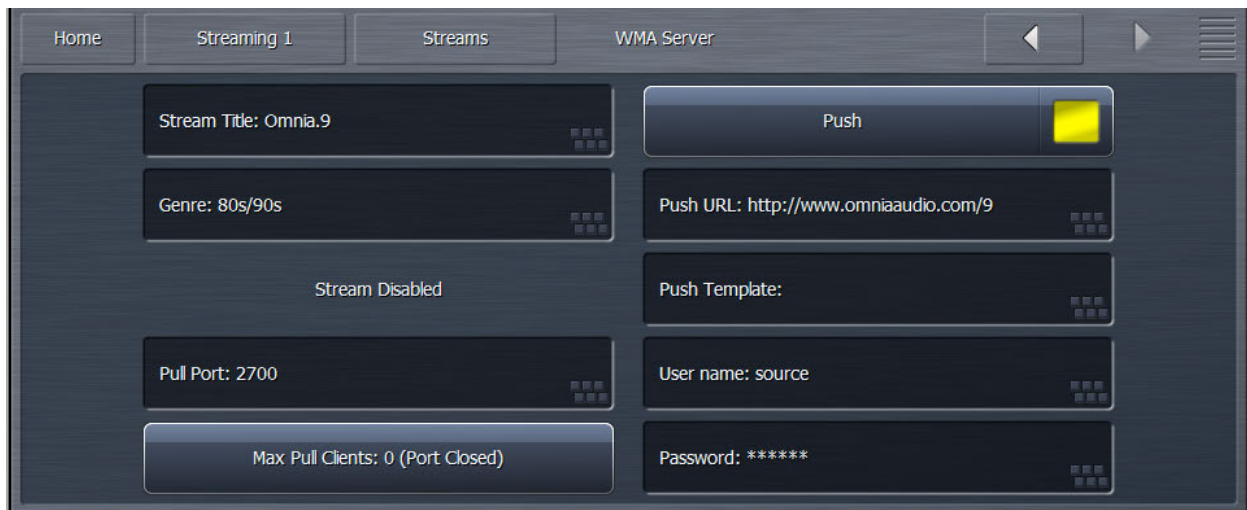 Home
Streaming 1
Streams
WMA Server
Stream Title: Omnia.9
Push
Genre: 80s/90s
Push URL: http://www.omniaaudio.com/9
Stream Disabled
Push Template:
Pull Port: 2700
User name: source
Max Pull Clients: 0 (Port Closed)
Password: ******